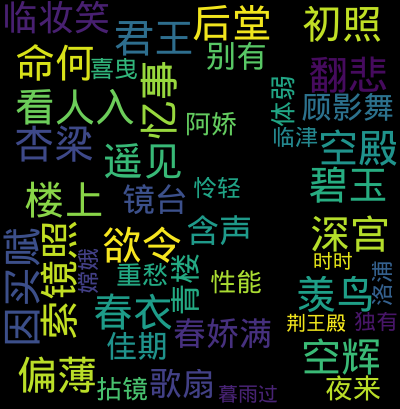 临妆笑
君王
后堂
初照
命何
喜曳
别有
翻悲
看人入
忆事
体弱
顾影舞
阿娇
临津
杏梁
遥见
空殿
碧玉
怜轻
楼上
镜台
含声
深宫
因买赋
索镜照
欲令
嫦娥
重愁
青楼
性能
时时
洛浦
羡鸟
春衣
荆王殿
独有
佳期
春娇满
空辉
偏薄
拈镜
歌扇
暮雨过
夜来